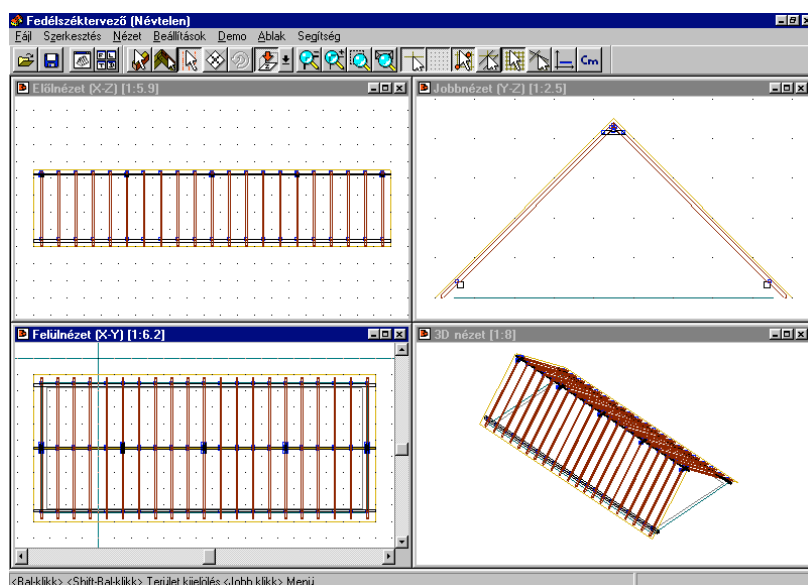 Fedélszéktervező (Névtelen)
Fájl Szerkesztés Nézet Beállítások Demo Ablak Segítség
Cm
Elölnézet (X-Z) [1:5.9]
Jobbnézet (Y-Z) [1:2.5]
Felülnézet (X-Y) [1:6.2]
3D nézet [1:8]
<Bal-klikk> <Shift-Bal-klikk> Terület kijelölés <Jobb klikk> Menü